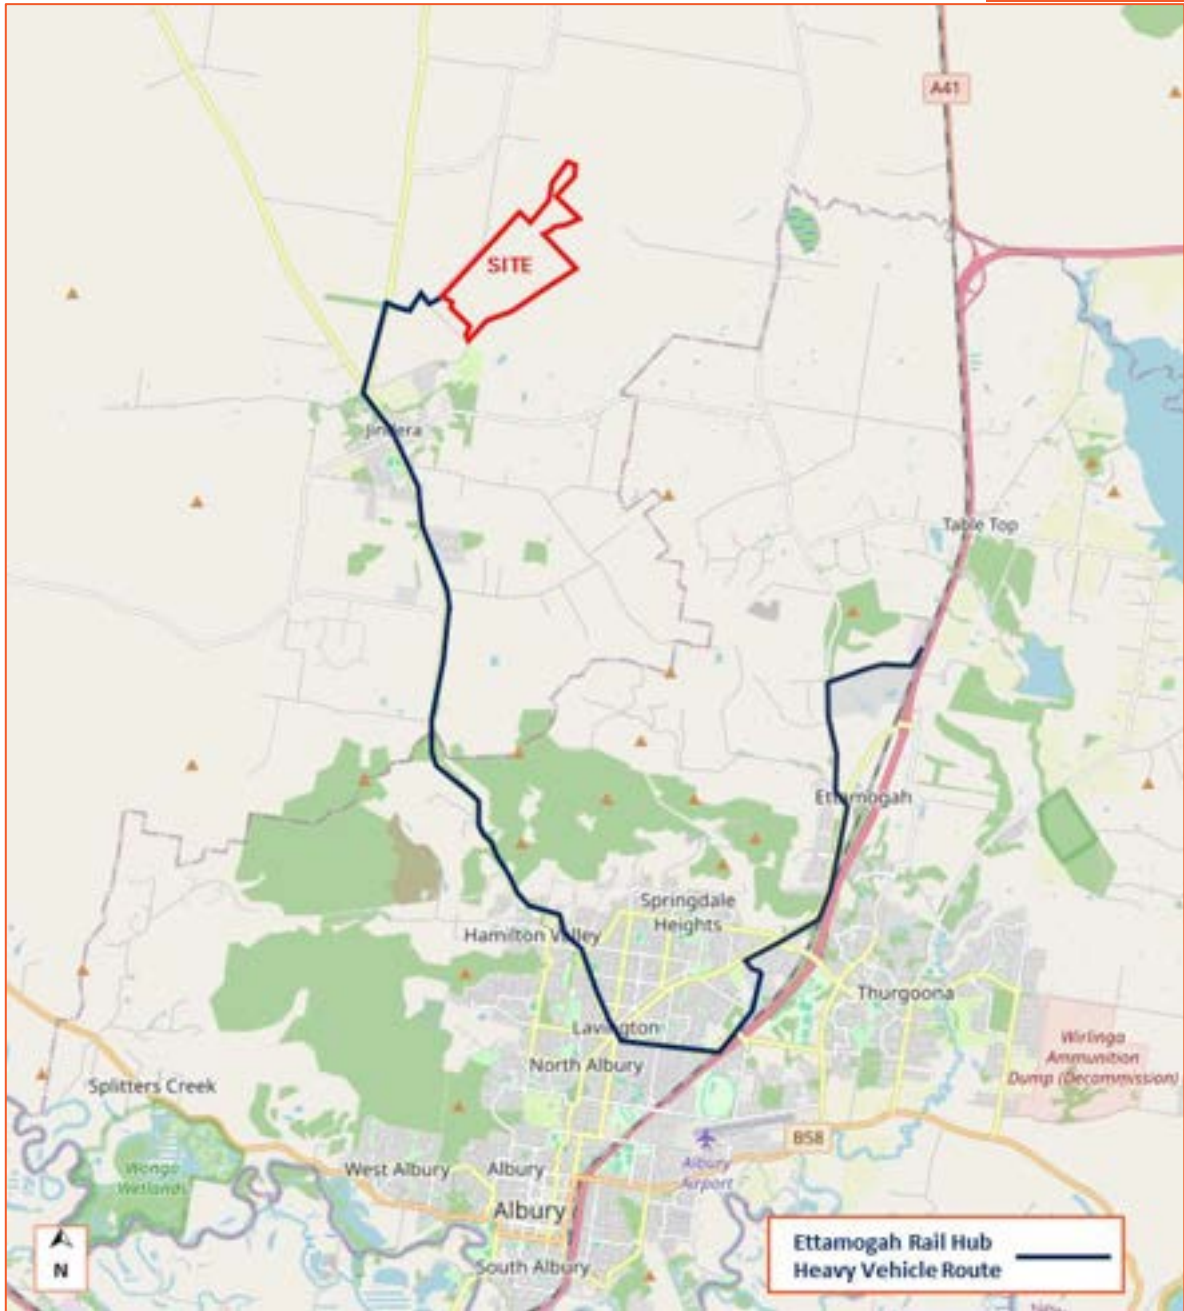 A41
SITE
Jindera
Table Top
Ettamogah
Springdale
Heights
Hamilton Valley
Thurgoona
Lavington
North Albury
Wirlinga
Ammunition
Dump (Decommission)
Splitters Creek
B58
Wonga
Wetlands
West Albury
Albury
Albury
Airport
Albury
South Albury
Ettamogah Rail Hub
Heavy Vehicle Route
N